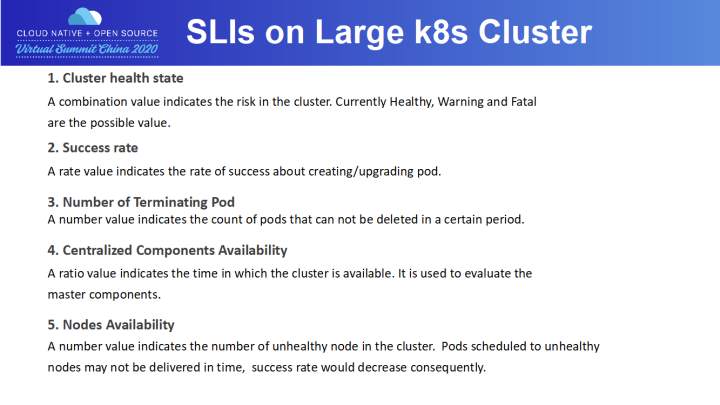 CLOUD NATIVE + OPEN SOURCE
Virtual Summit China 2020
SLIs on Large k8s Cluster
1. Cluster health state
A combination value indicates the risk in the cluster. Currently Healthy, Warning and Fatal
are the possible value.
2. Success rate
A rate value indicates the rate of success about creating/upgrading pod.
3. Number of Terminating Pod
A number value indicates the count of pods that can not be deleted in a certain period.
4. Centralized Components Availability
A ratio value indicates the time in which the cluster is available. It is used to evaluate the
master components.
5. Nodes Availability
A number value indicates the number of unhealthy node in the cluster. Pods scheduled to unhealthy
nodes may not be delivered in time, success rate would decrease consequently.